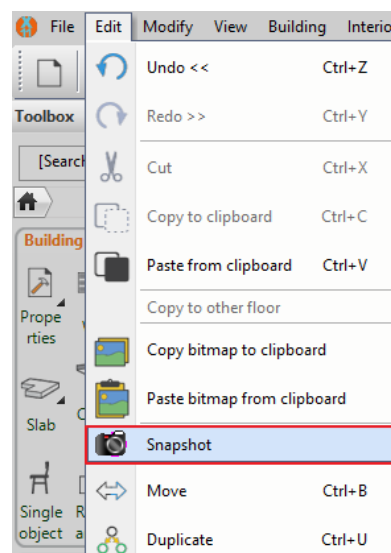 File Edit Modify View Building Interio
Undo << Ctrl+Z
Toolbox
Redo >> Ctrl+Y
[Search
Cut Ctrl+X
Copy to clipboard Ctrl+C
Building
Paste from clipboard Ctrl+V
Prope
rties
Copy to other floor
Copy bitmap to clipboard
Paste bitmap from clipboard
Slab
Snapshot
Move Ctrl+B
Single
object
Duplicate Ctrl+U